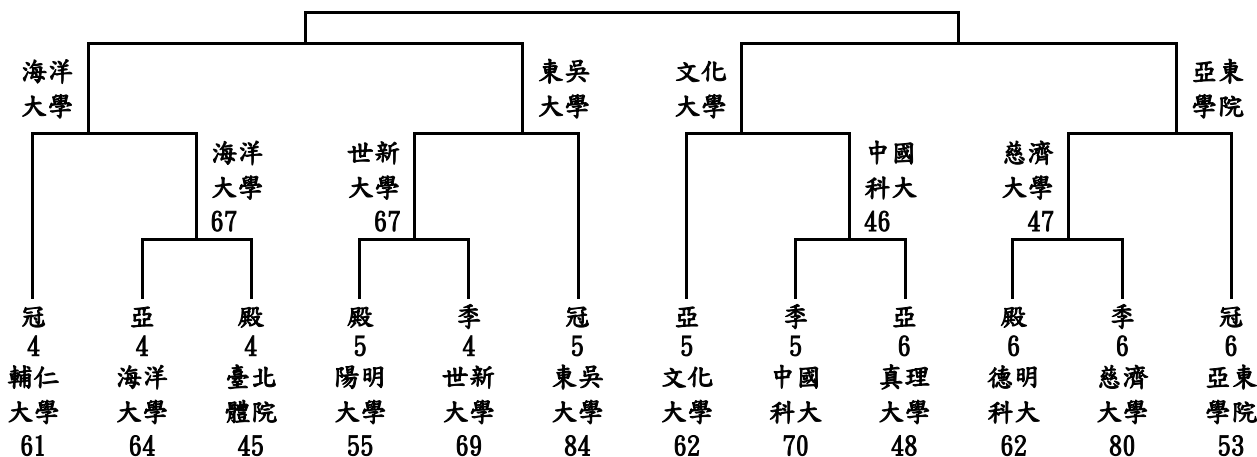 海洋
大學
東吳
大學
文化
大學
亞東
學院
海洋
大學
67
世新
大學
67
中國
科大
46
慈濟
大學
47
冠 亞 殿 殿 季 冠 亞 季 亞 殿 季 冠
4 4 4 5 4 5 5 5 6 6 6 6
輔仁 海洋 臺北 陽明 世新 東吳 文化 中國 真理 德明 慈濟 亞東
大學 大學 體院 大學 大學 大學 大學 科大 大學 科大 大學 學院
61 64 45 55 69 84 62 70 48 62 80 53